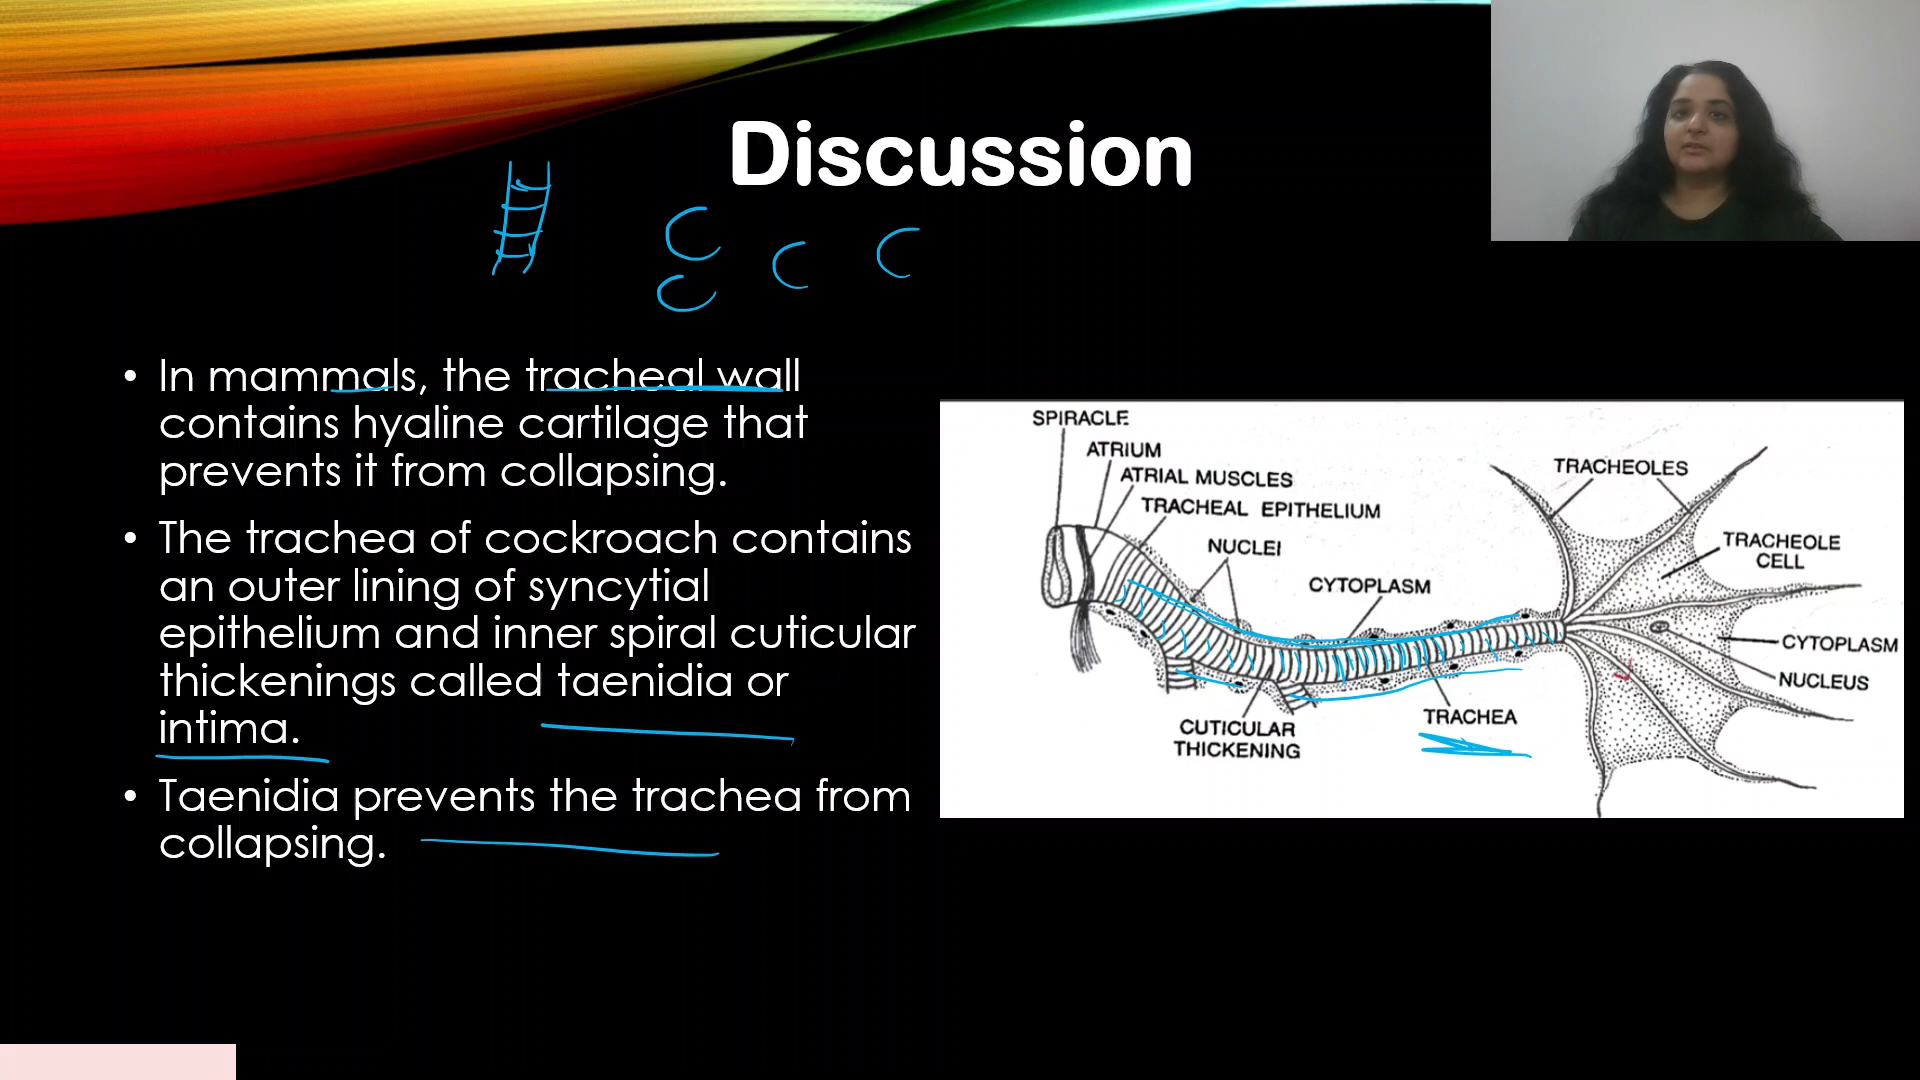 Discussion
• In mammals, the tracheal wall
contains hyaline cartilage that
prevents it from collapsing.
• The trachea of cockroach contains
an outer lining of syncytial
epithelium and inner spiral cuticular
thickenings called taenidia or
intima.
• Taenidia prevents the trachea from
collapsing.
SPIRACLE
ATRIUM
ATRIAL MUSCLES
TRACHEAL EPITHELIUM
NUCLEI
CYTOPLASM
TRACHEOLES
TRACHEOLE
CELL
CYTOPLASM
NUCLEUS
TRACHEA
CUTICULAR
THICKENING